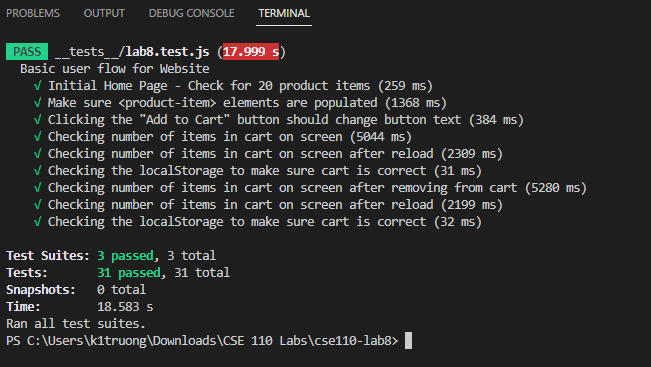 PROBLEMS OUTPUT DEBUG CONSOLE TERMINAL
PASS __tests__/lab8.test.js (17.999 s)
Basic user flow for Website
√ Initial Home Page - Check for 20 product items (259 ms)
√ Make sure <product-item> elements are populated (1368 ms)
√ Clicking the "Add to Cart" button should change button text (384 ms)
√ Checking number of items in cart on screen (5044 ms)
√ Checking number of items in cart on screen after reload (2309 ms)
√ Checking the localStorage to make sure cart is correct (31 ms)
√ Checking number of items in cart on screen after removing from cart (5280 ms)
√ Checking number of items in cart on screen after reload (2199 ms)
√ Checking the localStorage to make sure cart is correct (32 ms)
Test Suites: 3 passed, 3 total
Tests: 31 passed, 31 total
Snapshots: 0 total
Time: 18.583 s
Ran all test suites.
PS C:\Users\k1truong\Downloads\CSE 110 Labs\cse110-lab8>